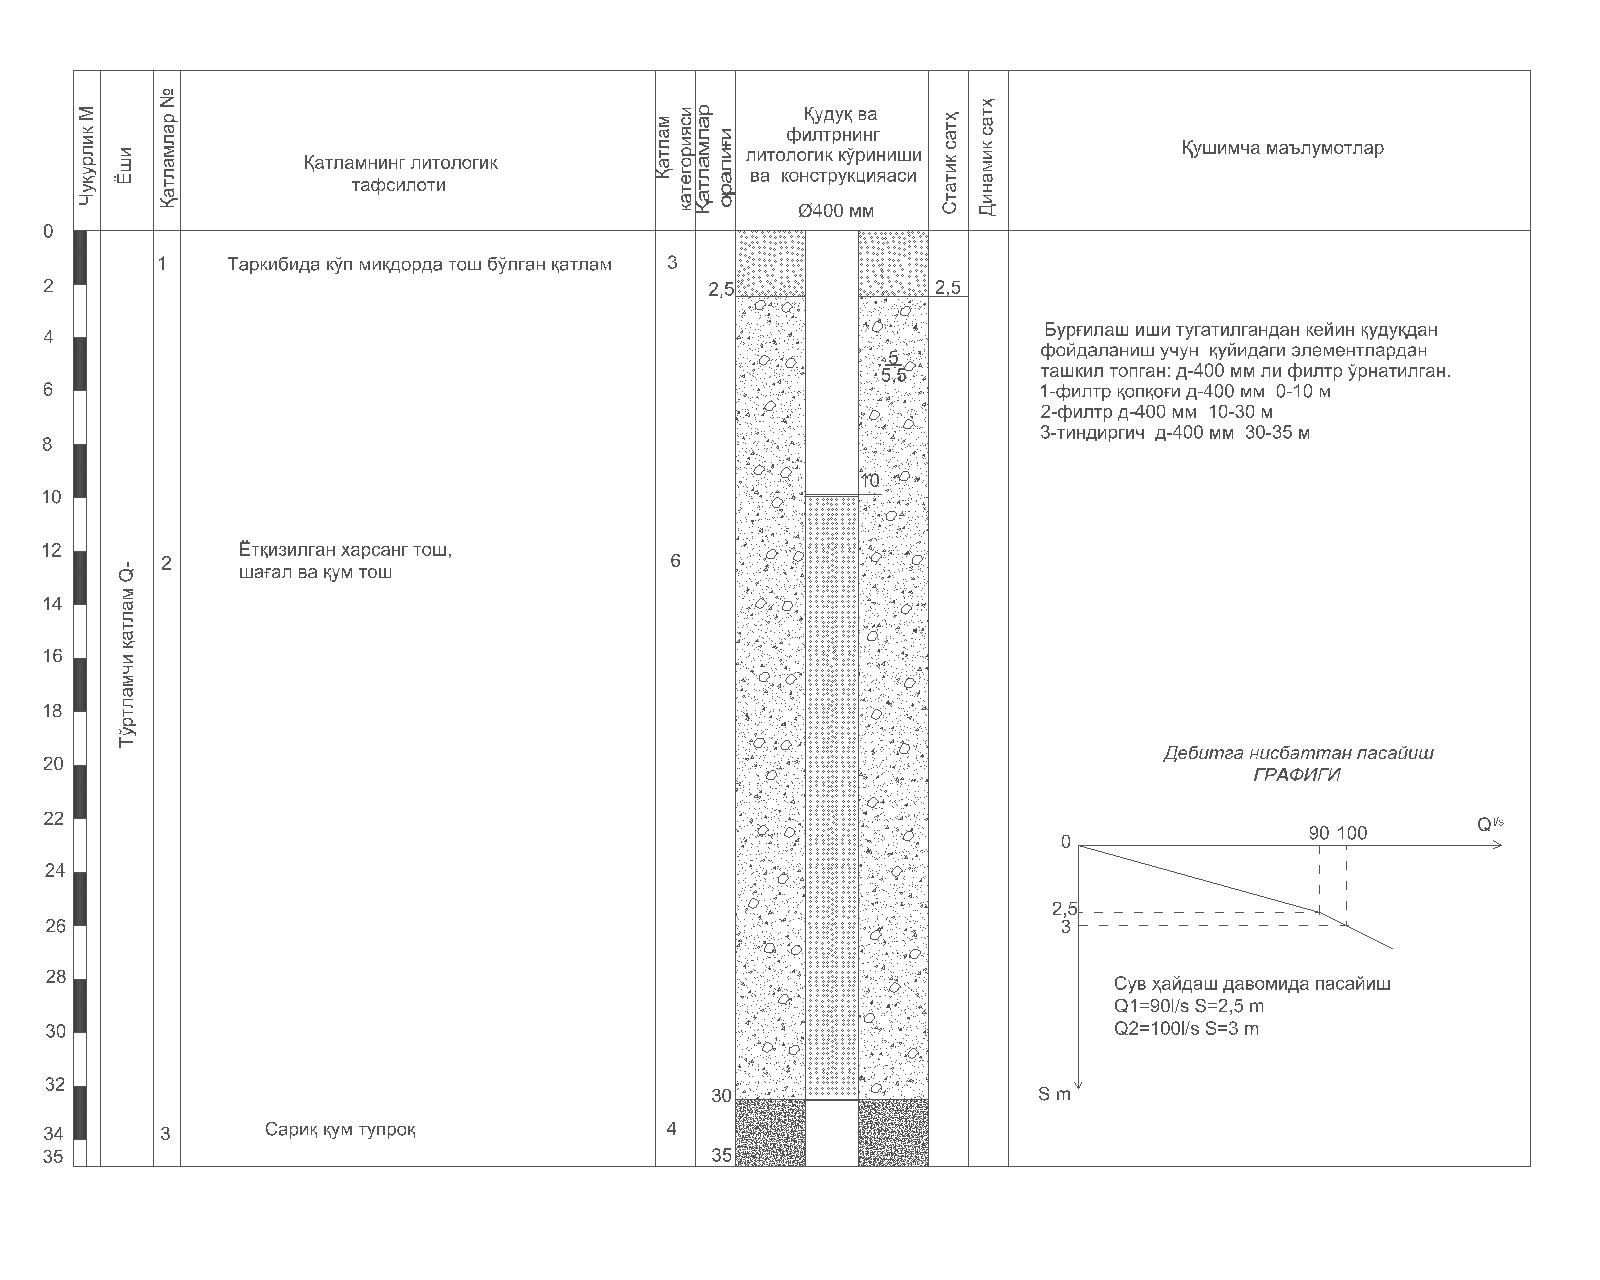 Чуқурлик М
Ёши
Қатламлар №
Қатламнинг литологик
тафсилоти
Қатлам
категорияси
Қатламлар
оралиғи
Қудуқ ва
филтрнинг
литологик кўриниши
ва конструкцияаси
Ø400 мм
Статик сатҳ
Динамик сатҳ
Қушимча маълумотлар
0
2
4
6
8
10
12
14
16
18
20
22
24
26
28
30
32
34
35
Тўртламчи қатлам Q-
1
Таркибида кўп миқдорда тош бўлган қатлам
3
2,5
2,5
5
5,5
10
2
Ётқизилган харсанг тош,
шағал ва қум тош
6
30
3
Сариқ қум тупроқ
4
35
Бурғилаш иши тугатилгандан кейин қудуқдан
фойдаланиш учун қуйидаги элементлардан
ташкил топган: д-400 мм ли филтр ўрнатилган.
1-филтр қопқоғи д-400 мм 0-10 м
2-филтр д-400 мм 10-30 м
3-тиндиргич д-400 мм 30-35 м
Дебитга нисбаттан пасайиш
ГРАФИГИ
0
90 100
Q l/s
2,5
3
S m
Сув ҳайдаш давомида пасайиш
Q1=90l/s S=2,5 m
Q2=100l/s S=3 m